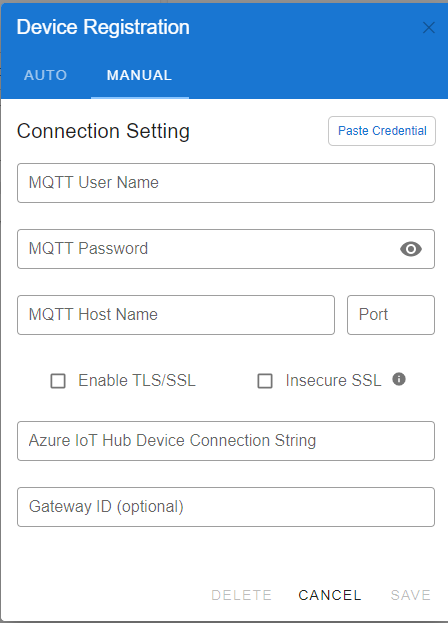 Device Registration
AUTO MANUAL
Connection Setting Paste Credential
MQTT User Name
MQTT Password
MQTT Host Name Port
Enable TLS/SSL Insecure SSL
Azure IoT Hub Device Connection String
Gateway ID (optional)
DELETE CANCEL SAVE